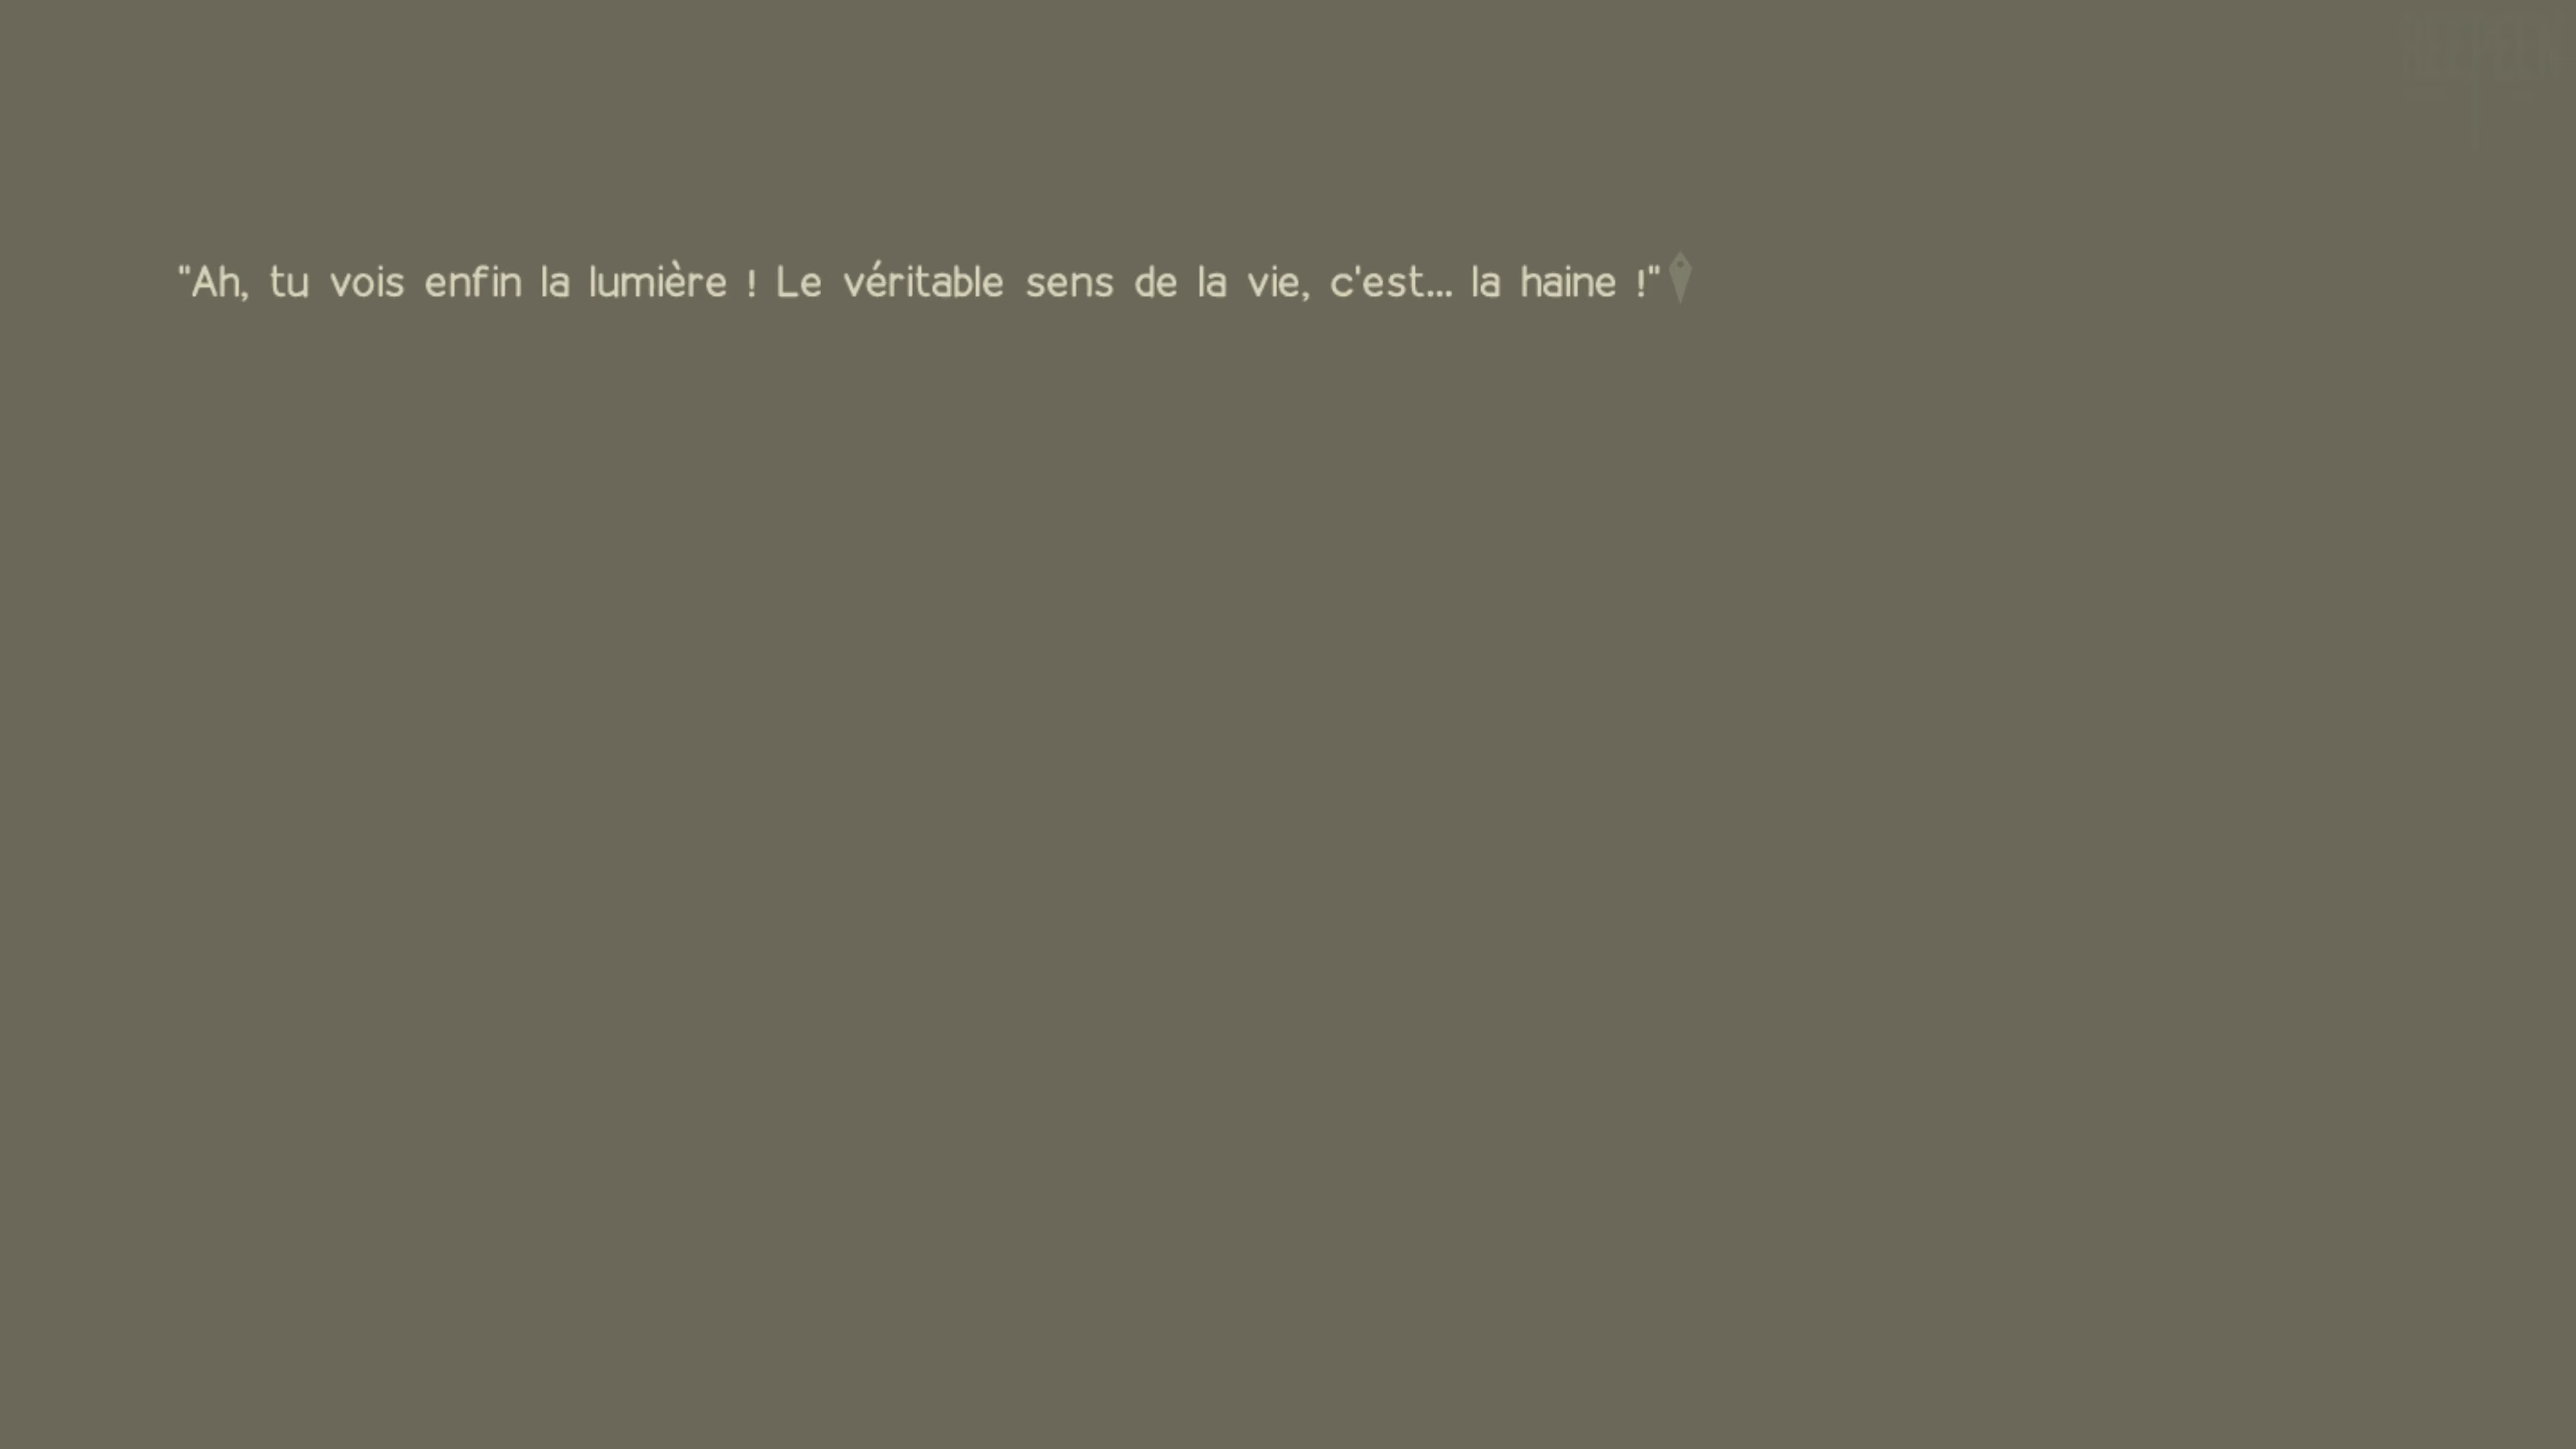 "Ah, tu vois enfin la lumière ! Le véritable sens de la vie, c'est... la haine !"